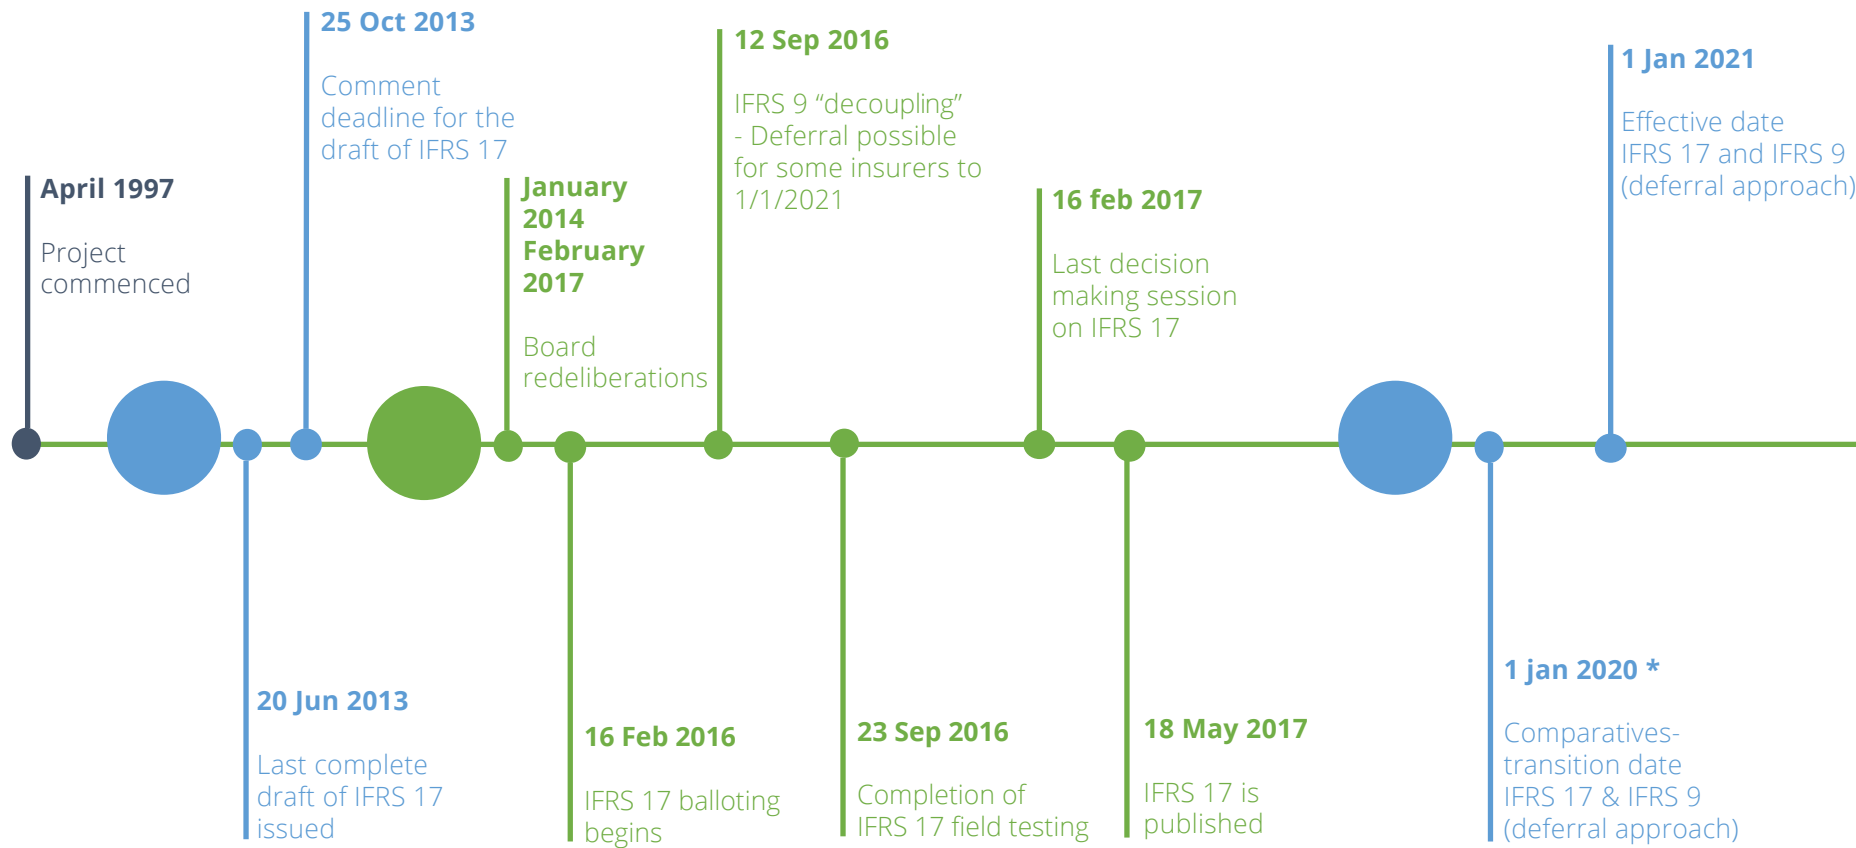 25 Oct 2013
Comment
deadline for the
draft of IFRS 17
12 Sep 2016
IFRS 9 “decoupling”
- Deferral possible
for some insurers to
1/1/2021
1 Jan 2021
Effective date
IFRS 17 and IFRS 9
(deferral approach)
April 1997
Project
commenced
January
2014
February
2017
Board
redeliberations
16 feb 2017
Last decision
making session
on IFRS 17
20 Jun 2013
Last complete
draft of IFRS 17
issued
16 Feb 2016
IFRS 17 balloting
begins
23 Sep 2016
Completion of
IFRS 17 field testing
18 May 2017
IFRS 17 is
published
1 jan 2020 *
Comparatives-
transition date
IFRS 17 & IFRS 9
(deferral approach)